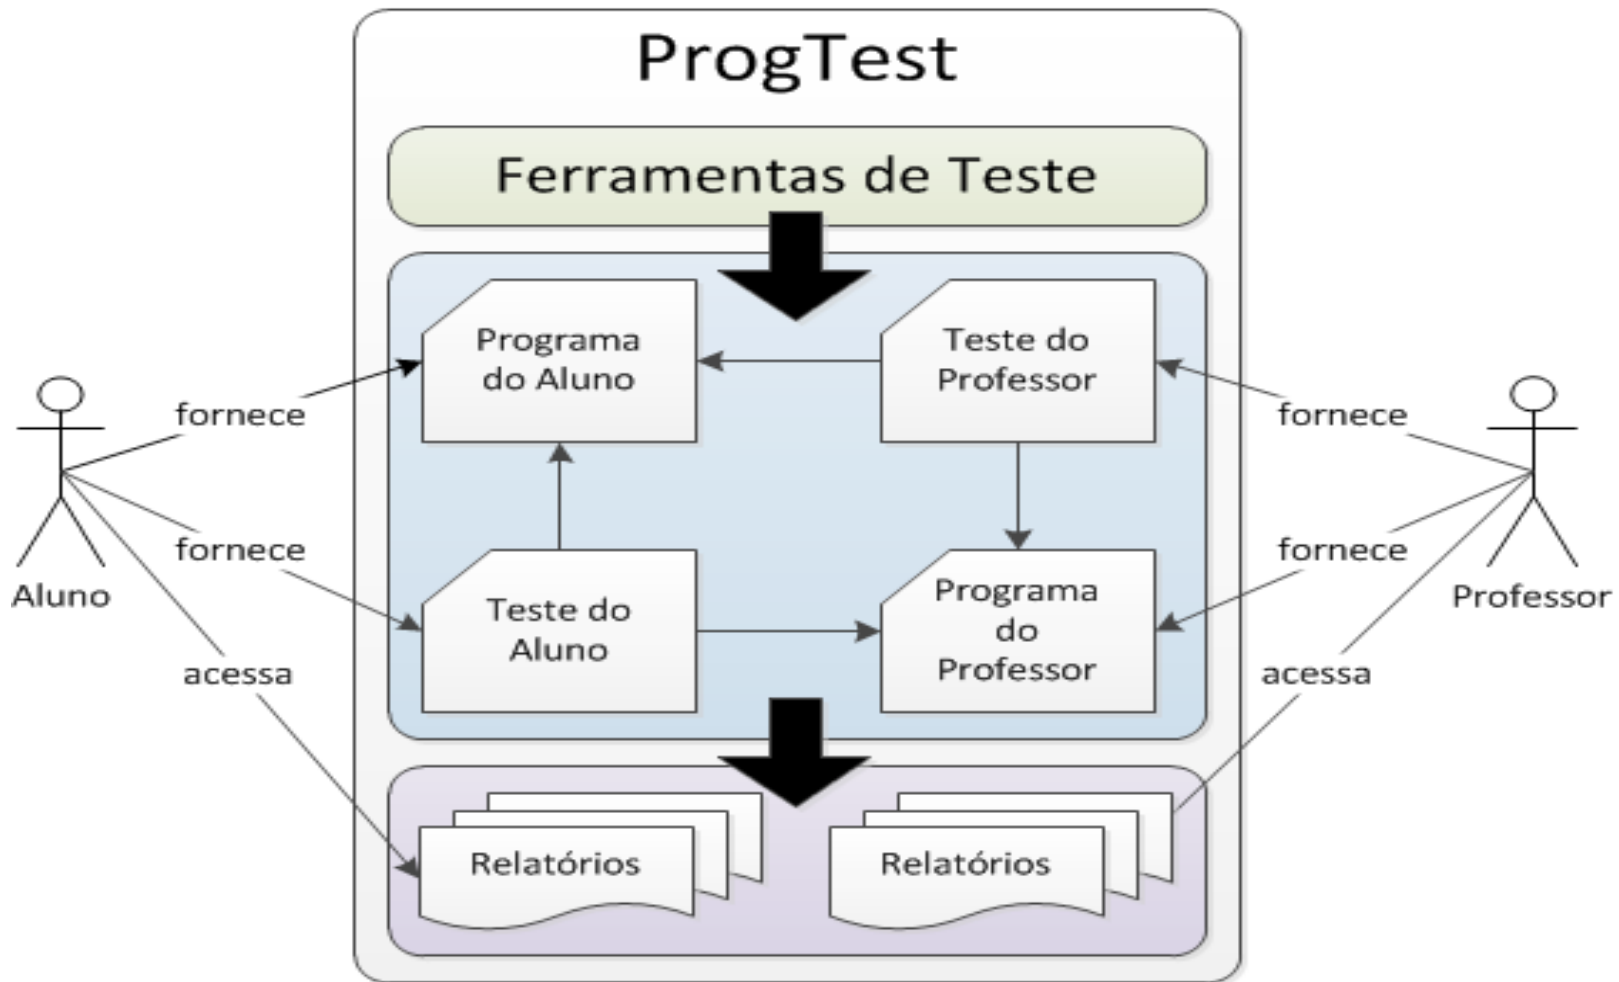 ProgTest
Ferramentas de Teste
Programa
do Aluno
Teste do
Professor
fornece
fornece
fornece
fornece
Aluno
Professor
Teste do
Aluno
Programa
do
Professor
acessa
acessa
Relatórios
Relatórios